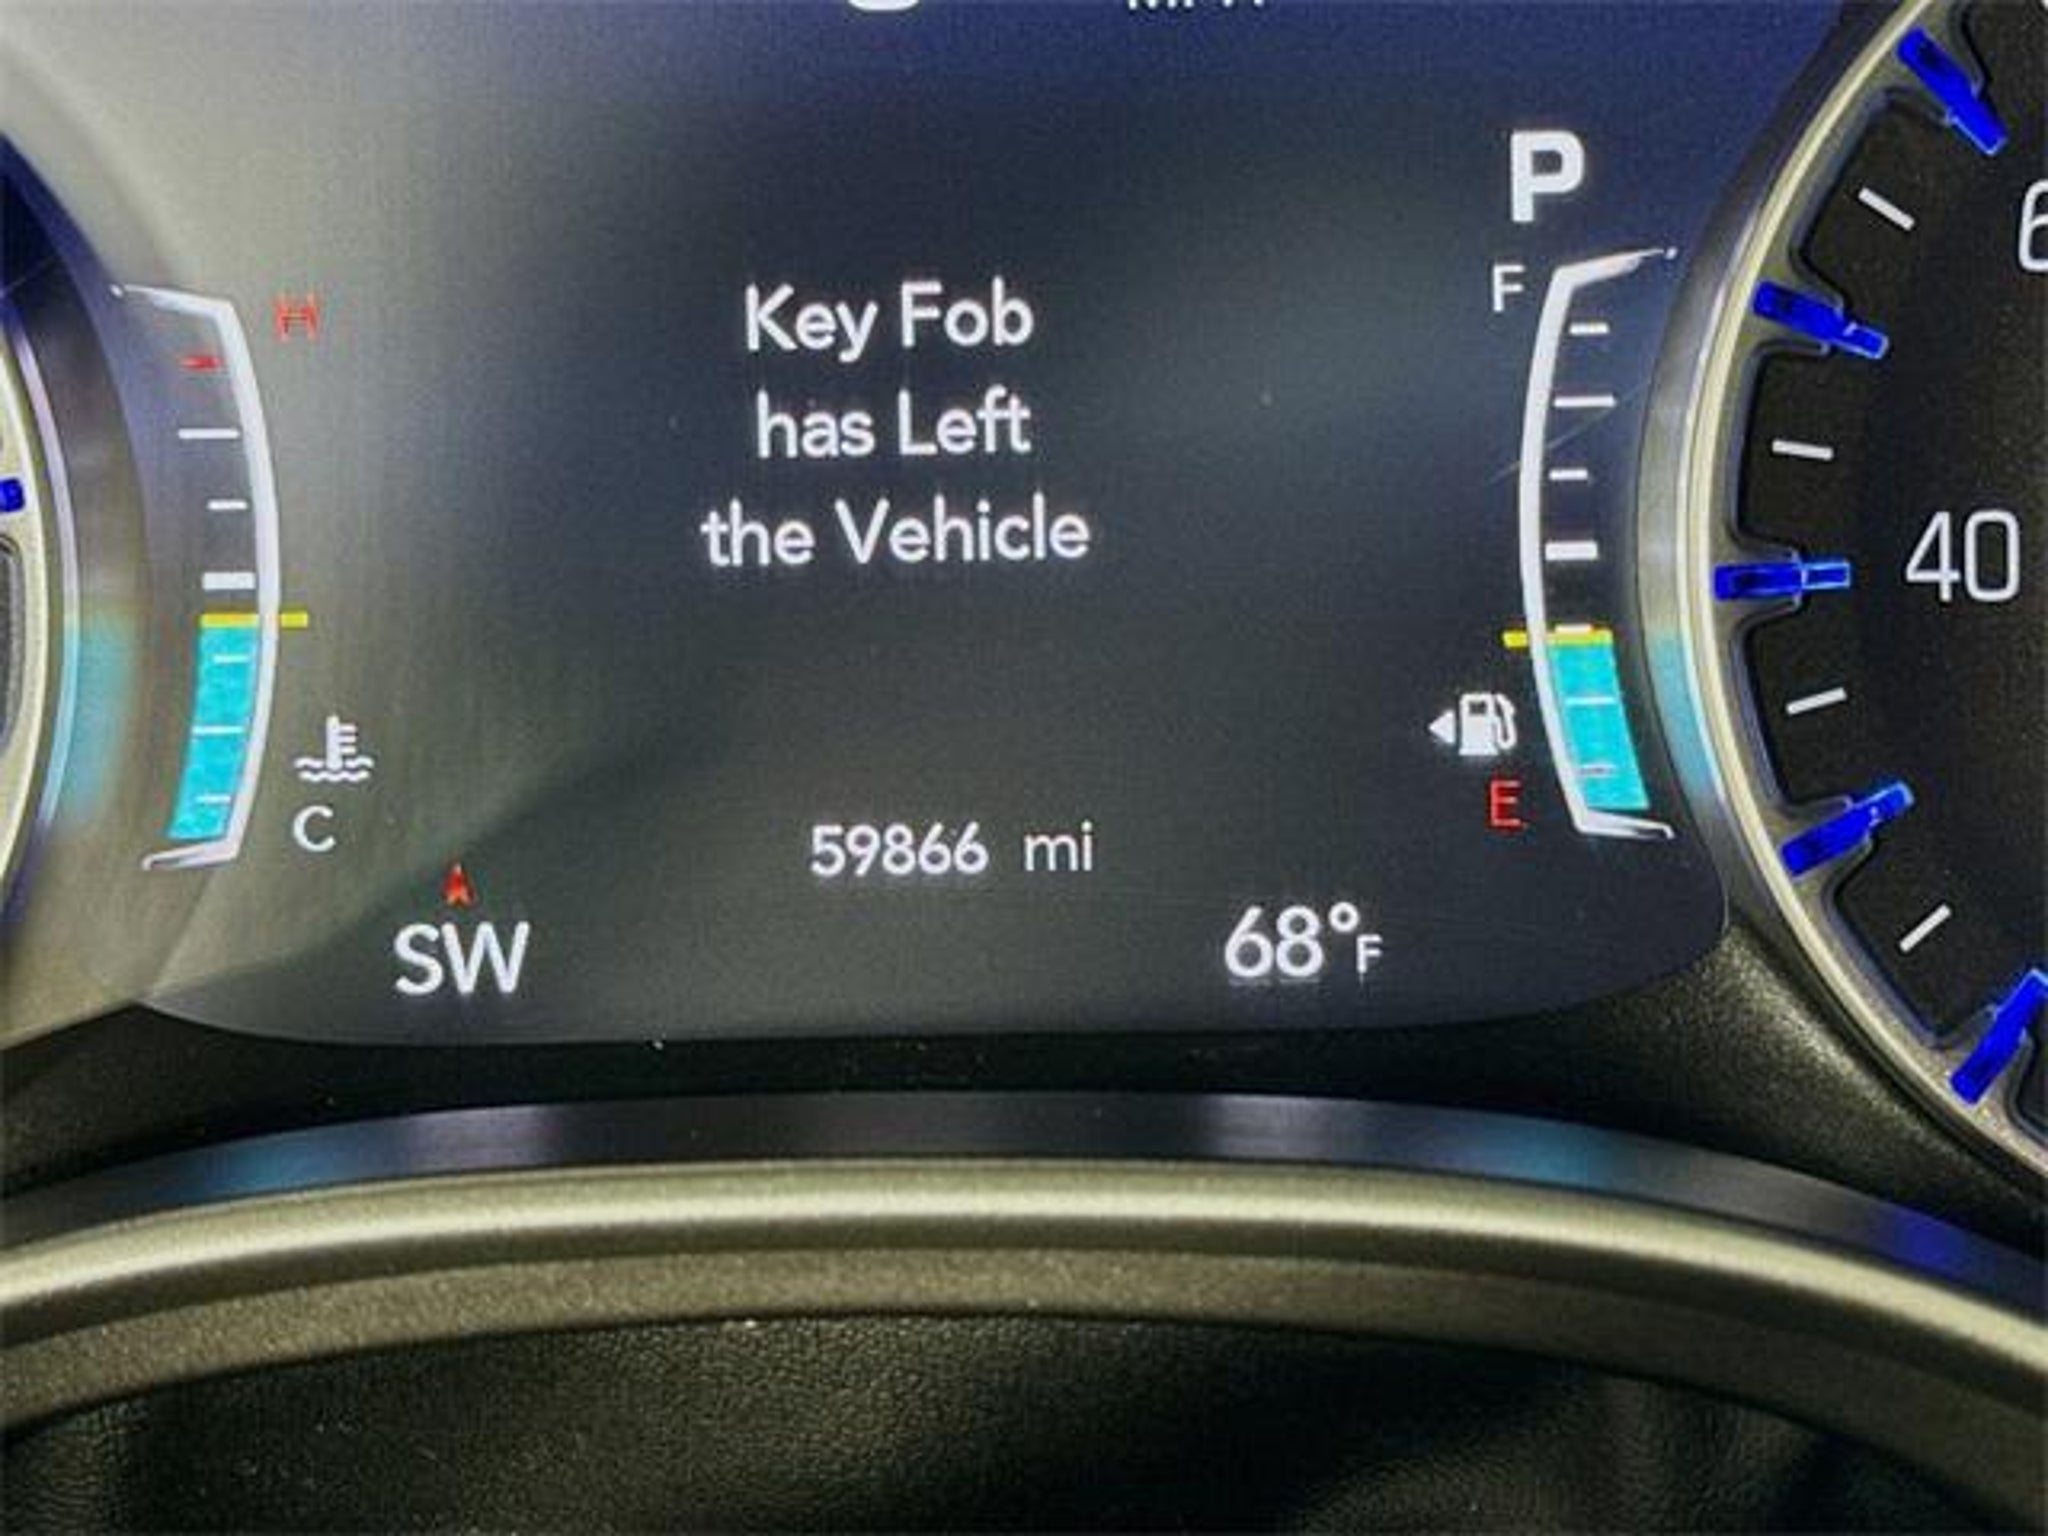 P
F
H
Key Fob
has Left
the Vehicle
40
E
C
59866 mi
SW
68°F